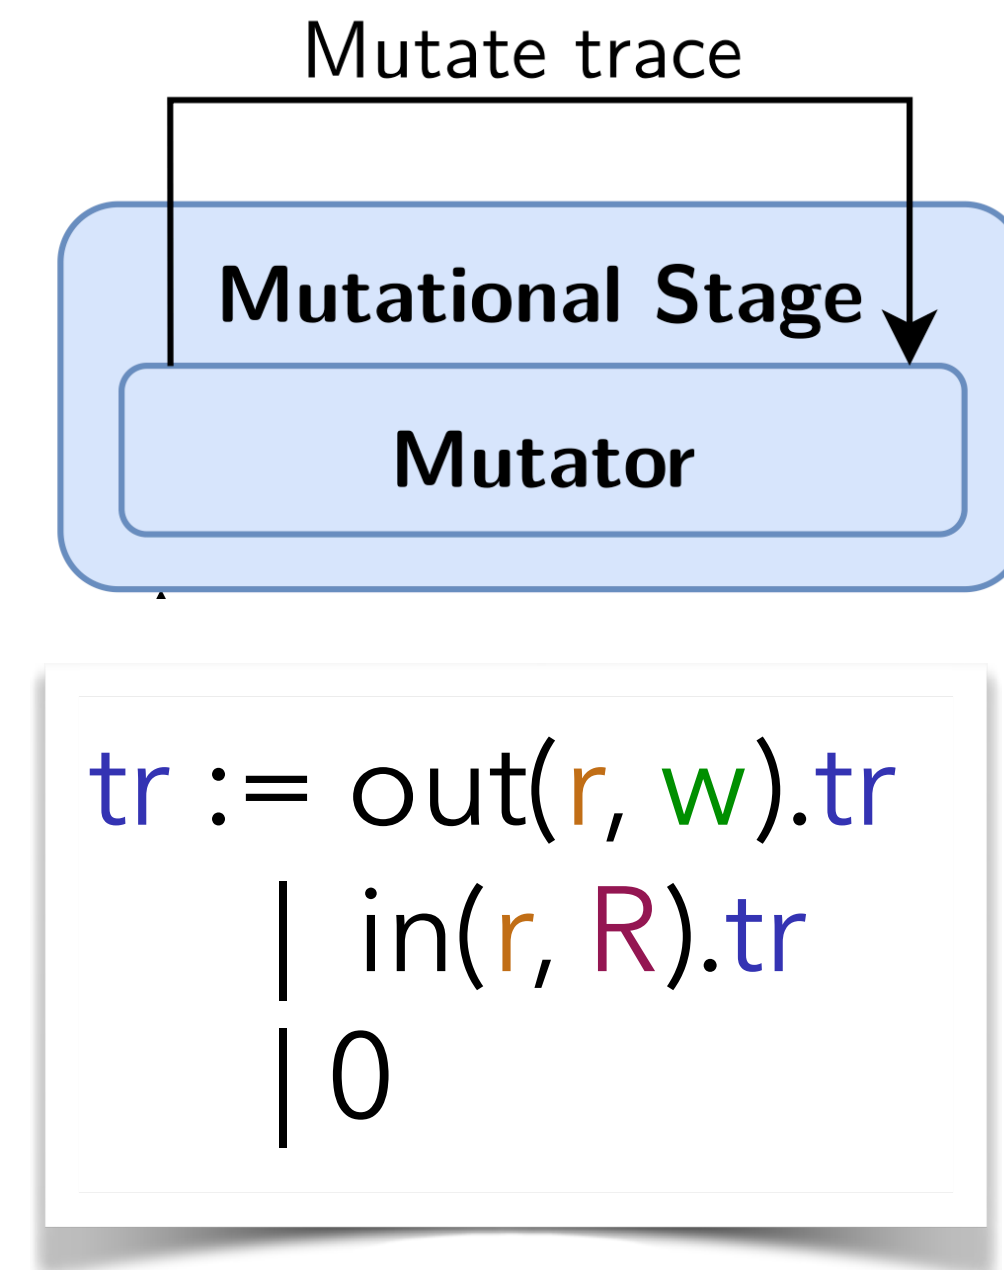 Mutate trace
Mutational Stage
Mutator
tr := out(r, w).tr
| in(r, R).tr
| 0